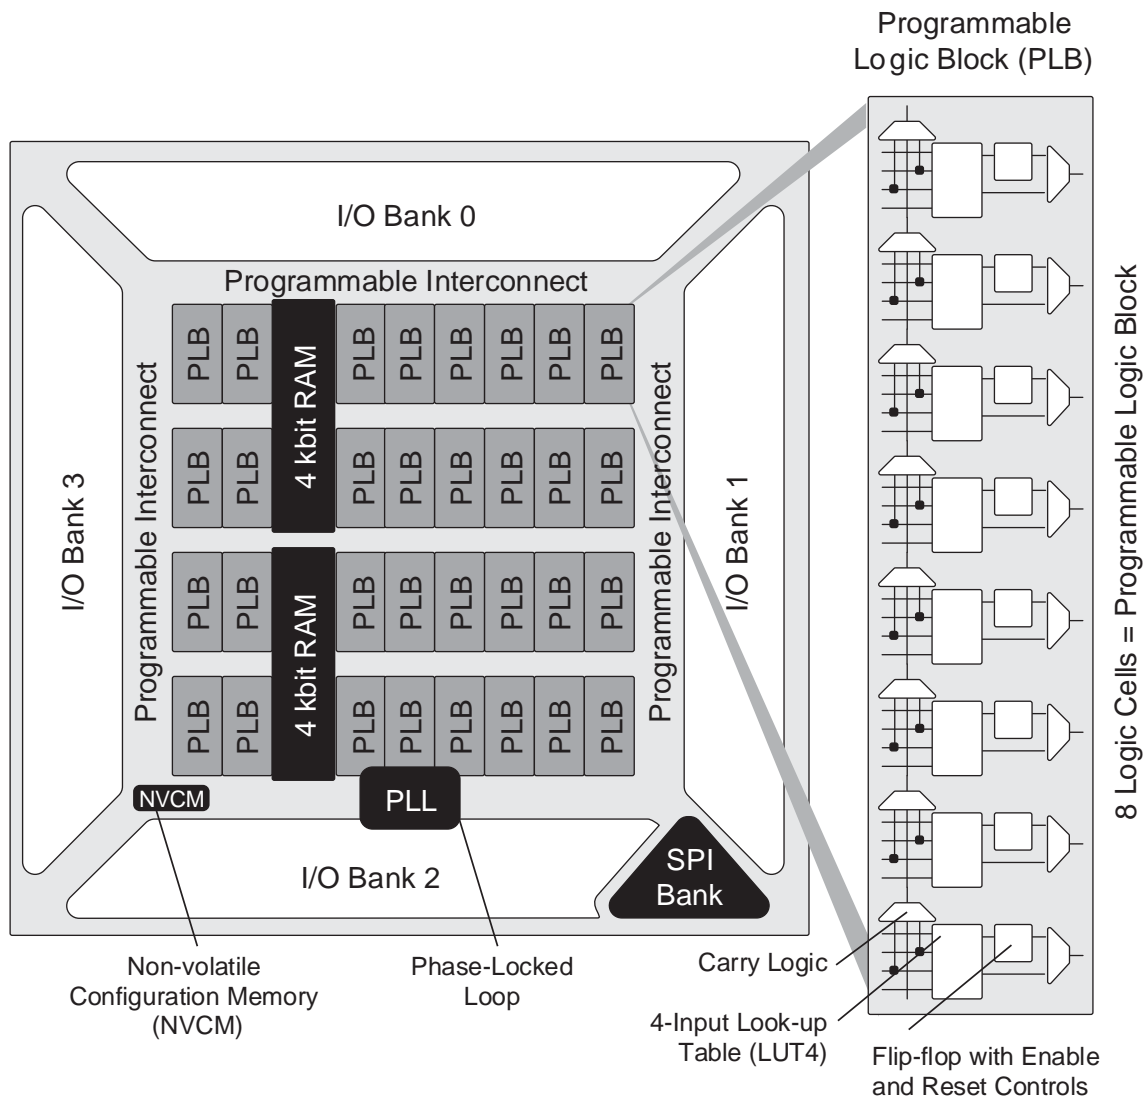 Programmable
Logic Block (PLB)
I/O Bank 0
Programmable Interconnect
PLB PLB 4 kbit RAM PLB PLB PLB PLB PLB PLB
PLB PLB PLB PLB PLB PLB PLB PLB
I/O Bank 3
Programmable Interconnect
Programmable Interconnect
I/O Bank 1
PLB PLB 4 kbit RAM PLB PLB PLB PLB PLB PLB
PLB PLB PLB PLB PLB PLB PLB PLB
NVCM
PLL
I/O Bank 2
SPI
Bank
8 Logic Cells = Programmable Logic Block
Non-volatile
Configuration Memory
(NVCM)
Phase-Locked
Loop
Carry Logic
4-Input Look-up
Table (LUT4)
Flip-flop with Enable
and Reset Controls